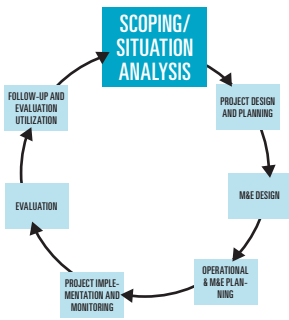 SCOPING/
SITUATION
ANALYSIS
PROJECT DESIGN
AND PLANNING
M&E DESIGN
OPERATIONAL
& M&E PLAN-
NING
PROJECT IMPLE-
MENTATION AND
MONITORING
EVALUATION
FOLLOW-UP AND
EVALUATION
UTILIZATION